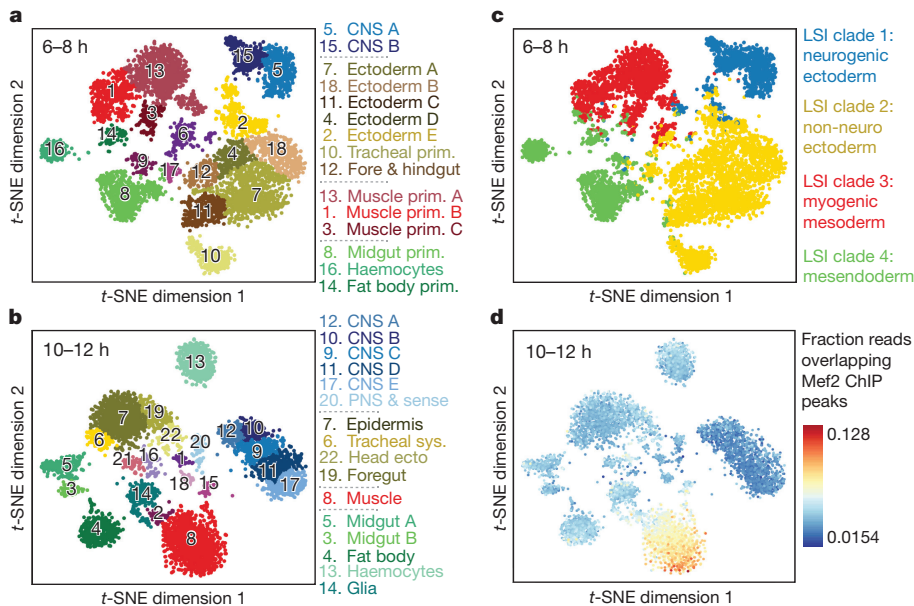 a
6–8 h
13
15
5
1
3
14
6
2
16
9
17
4
18
12
8
7
11
10
t-SNE dimension 2
t-SNE dimension 1
5. CNS A
15. CNS B
7. Ectoderm A
18. Ectoderm B
11. Ectoderm C
4. Ectoderm D
2. Ectoderm E
10. Tracheal prim.
12. Fore & hindgut
13. Muscle prim. A
1. Muscle prim. B
3. Muscle prim. C
8. Midgut prim.
16. Haemocytes
14. Fat body prim.
c
6–8 h
t-SNE dimension 2
t-SNE dimension 1
LSI clade 1:
neurogenic
ectoderm
LSI clade 2:
non-neuro
ectoderm
LSI clade 3:
myogenic
mesoderm
LSI clade 4:
mesendoderm
b
10–12 h
13
7
19
6
22
20
12
10
5
21
16
1
9
3
14
18
15
11
17
2
4
8
t-SNE dimension 2
t-SNE dimension 1
12. CNS A
10. CNS B
9. CNS C
11. CNS D
17. CNS E
20. PNS & sense
7. Epidermis
6. Tracheal sys.
22. Head ecto
19. Foregut
8. Muscle
5. Midgut A
3. Midgut B
4. Fat body
13. Haemocytes
14. Glia
d
10–12 h
t-SNE dimension 2
t-SNE dimension 1
Fraction reads
overlapping
Mef2 ChIP
peaks
0.128
0.0154